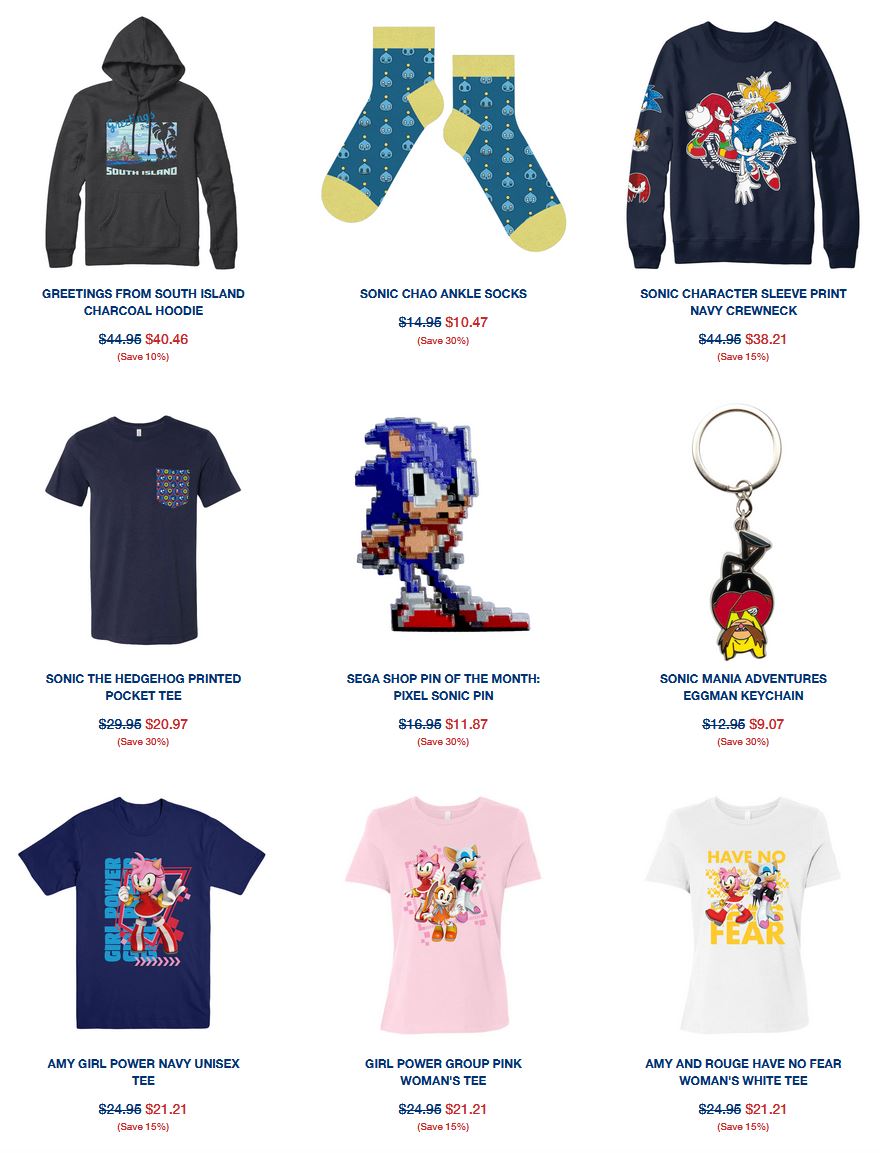 Greetings
SOUTH ISLAND
GREETINGS FROM SOUTH ISLAND
CHARCOAL HOODIE
$44.95 $40.46
(Save 10%)
SONIC CHAO ANKLE SOCKS
$14.95 $10.47
(Save 30%)
SONIC CHARACTER SLEEVE PRINT
NAVY CREWNECK
$44.95 $38.21
(Save 15%)
SONIC THE HEDGEHOG PRINTED
POCKET TEE
$29.95 $20.97
(Save 30%)
SEGA SHOP PIN OF THE MONTH:
PIXEL SONIC PIN
$16.95 $11.87
(Save 30%)
SONIC MANIA ADVENTURES
EGGMAN KEYCHAIN
$12.95 $9.07
(Save 30%)
GIRL POWER
AMY GIRL POWER NAVY UNISEX
TEE
$24.95 $21.21
(Save 15%)
GIRL POWER GROUP PINK
WOMAN'S TEE
$24.95 $21.21
(Save 15%)
HAVE NO
FEAR
AMY AND ROUGE HAVE NO FEAR
WOMAN'S WHITE TEE
$24.95 $21.21
(Save 15%)